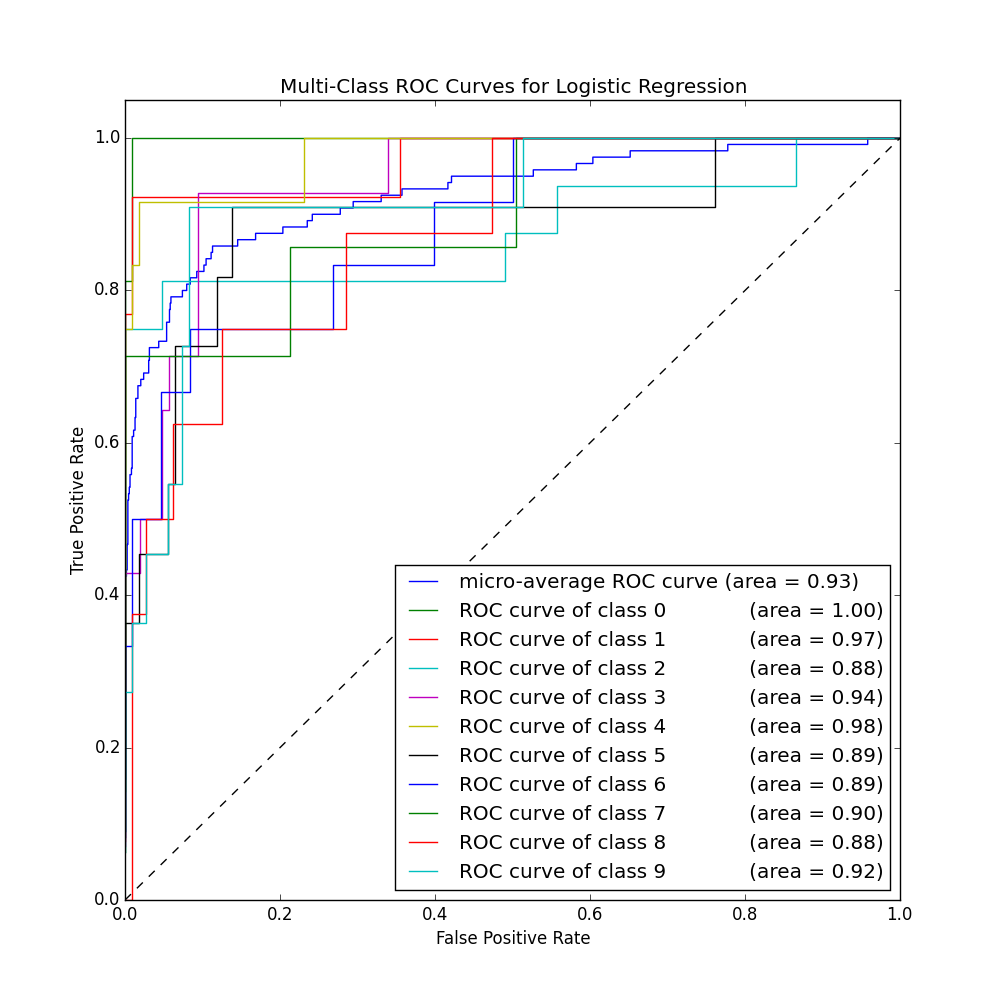 Multi-Class ROC Curves for Logistic Regression
1.0
0.8
0.6
0.4
0.2
0.0
True Positive Rate
micro-average ROC curve (area = 0.93)
ROC curve of class 0 (area = 1.00)
ROC curve of class 1 (area = 0.97)
ROC curve of class 2 (area = 0.88)
ROC curve of class 3 (area = 0.94)
ROC curve of class 4 (area = 0.98)
ROC curve of class 5 (area = 0.89)
ROC curve of class 6 (area = 0.89)
ROC curve of class 7 (area = 0.90)
ROC curve of class 8 (area = 0.88)
ROC curve of class 9 (area = 0.92)
0.0 0.2 0.4 0.6 0.8 1.0
False Positive Rate